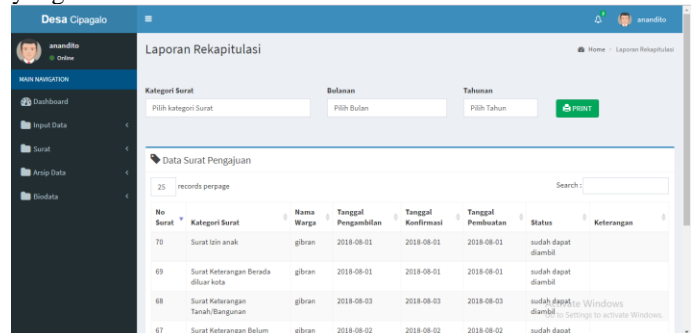 Desa Cipagalo
anandito
anandito
Online
Laporan Rekapitulasi
Home
Laporan Rekapitulasi
MAIN NAVIGATION
Dashboard
Input Data
Surat
Arsip Data
Biodata
Kategori Surat
Bulanan
Tahunan
Pilih kategori Surat
Pilih Bulan
Pilih Tahun
PRINT
Data Surat Pengajuan
25 records perpage
Search :
No Surat
Kategori Surat
Nama Warga
Tanggal Pengambilan
Tanggal Konfirmasi
Tanggal Pembuatan
Status
Keterangan
70 Surat Izin anak gibran 2018-08-01 2018-08-01 2018-08-01 sudah dapat
diambil
69 Surat Keterangan Berada gibran 2018-08-01 2018-08-01 2018-08-01 sudah dapat
diluar kota diambil
68 Surat Keterangan gibran 2018-08-03 2018-08-03 2018-08-03 sudah dapat
Tanah/Bangunan diambil
67 Surat Keterangan Belum gibran 2018-08-02 2018-08-02 2018-08-02 sudah dapat
Activate Windows
Go to Settings to activate Windows.